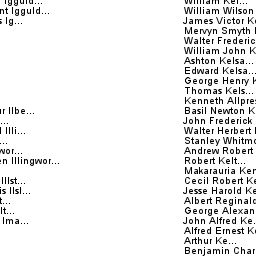 Igguld...
nt Igguld...
s Ig...
r Ilbe...
...
Illi...
...
wor...
n Illingwor...
Illst...
s Ilsl...
t...
lt...
Ima...
William Kel...
William Wilson
James Victor Ke
Mervyn Smyth
Walter Frederic
William John K
Ashton Kelsa...
Edward Kelsa...
George Henry
Thomas Kels...
Kenneth Allpres
Basil Newton K
John Frederick
Walter Herbert
Stanley Whitmo
Andrew Robert
Robert Kelt...
Makarauria Ker
Cecil Robert Ke
Jesse Harold Ke
Albert Reginald
George Alexan
John Alfred Ke...
Alfred Ernest Ke
Arthur Ke...
Benjamin Char